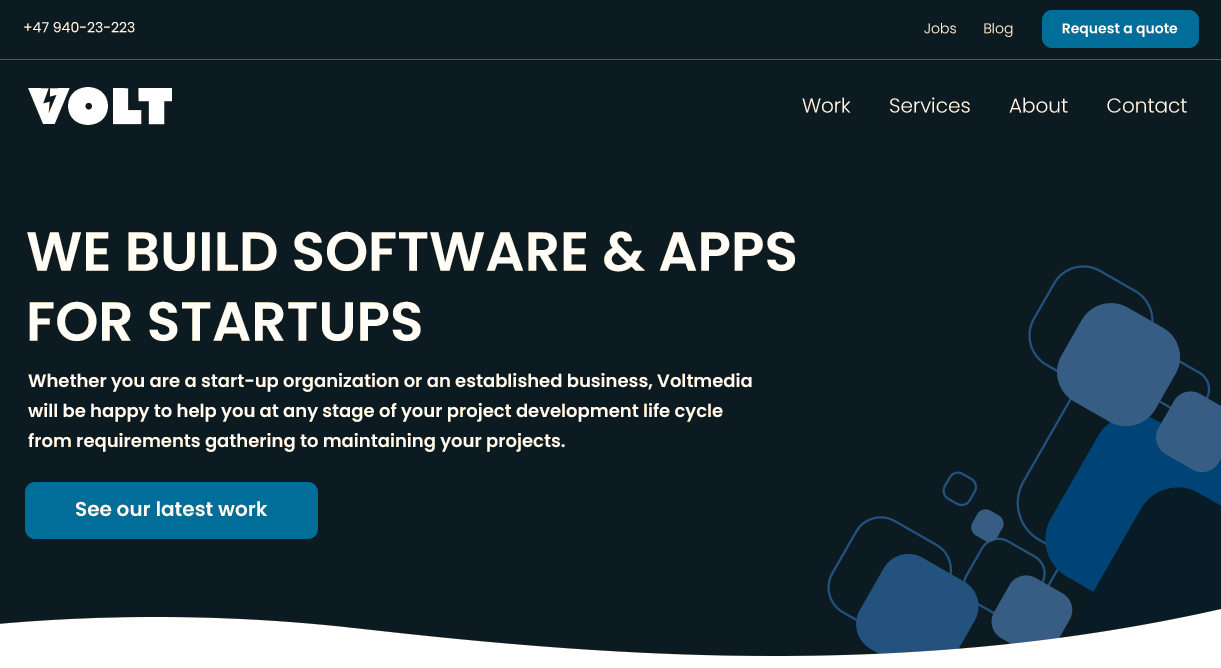 +47 940-23-223
Jobs
Blog
Request a quote
VOLT
Work
Services
About
Contact
WE BUILD SOFTWARE & APPS
FOR STARTUPS
Whether you are a start-up organization or an established business, Voltmedia
will be happy to help you at any stage of your project development life cycle
from requirements gathering to maintaining your projects.
See our latest work